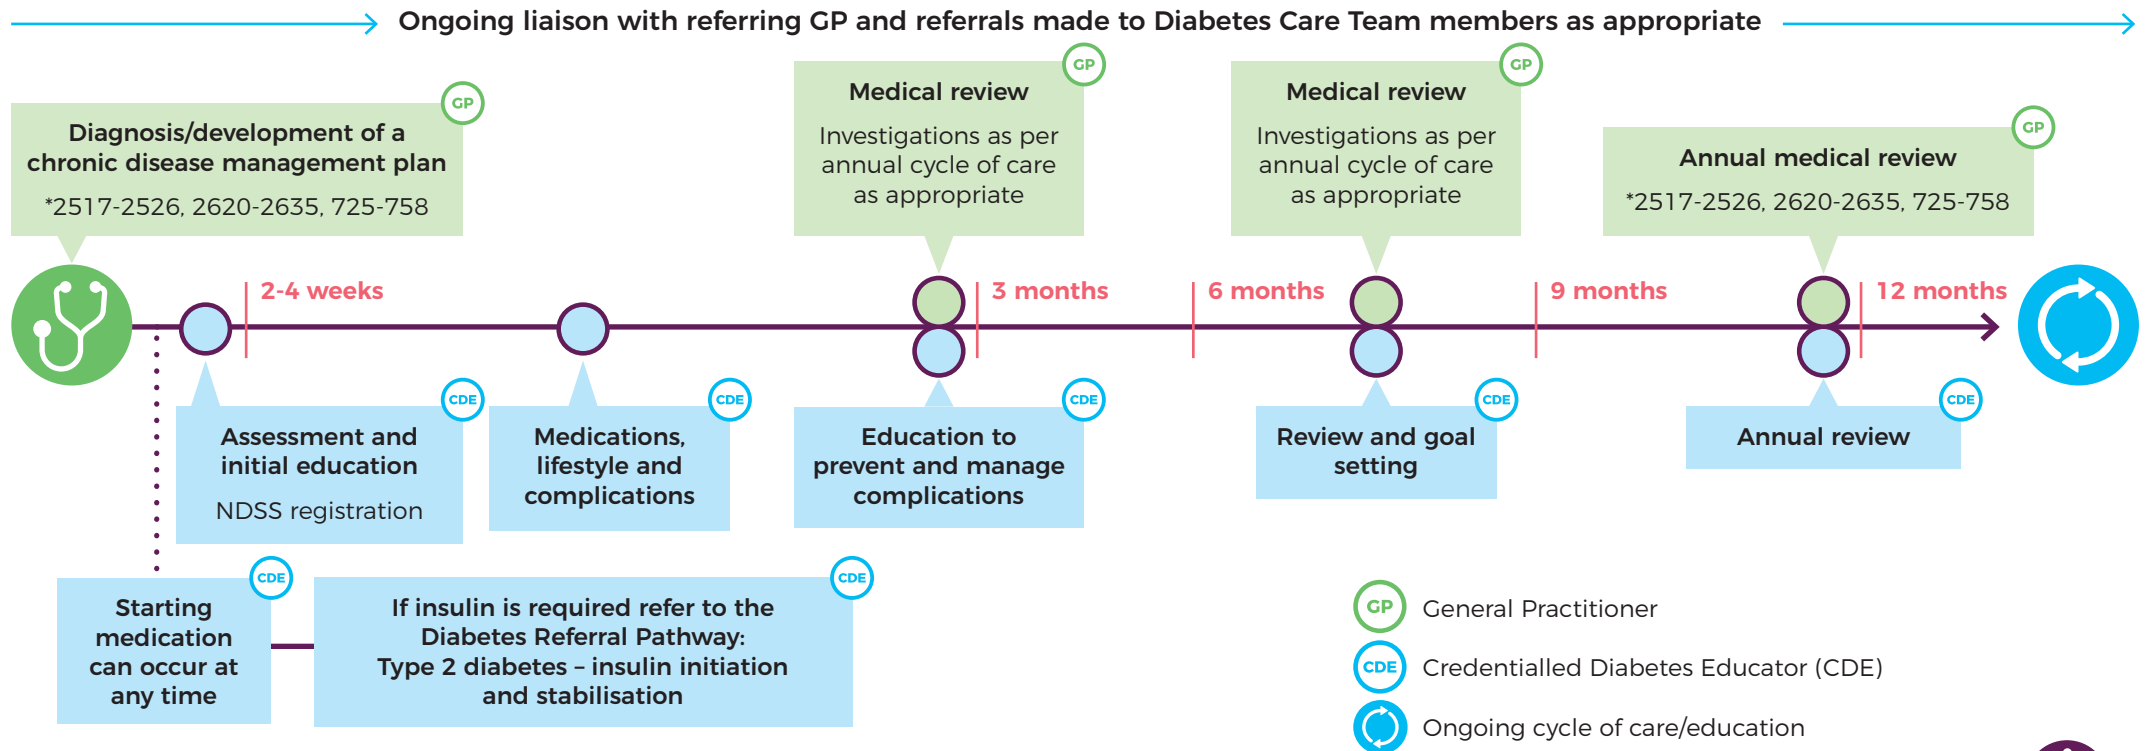 Ongoing liaison with referring GP and referrals made to Diabetes Care Team members as appropriate
GP
Diagnosis/development of a
chronic disease management plan
*2517-2526, 2620-2635, 725-758
GP
Medical review
Investigations as per
annual cycle of care
as appropriate
GP
Medical review
Investigations as per
annual cycle of care
as appropriate
GP
Annual medical review
*2517-2526, 2620-2635, 725-758
2-4 weeks
3 months
6 months
9 months
12 months
CDE
Assessment and
initial education
NDSS registration
CDE
Medications,
lifestyle and
complications
CDE
Education to
prevent and manage
complications
CDE
Review and goal
setting
CDE
Annual review
CDE
Starting
medication
can occur at
any time
CDE
If insulin is required refer to the
Diabetes Referral Pathway:
Type 2 diabetes – insulin initiation
and stabilisation
GP General Practitioner
CDE Credentialled Diabetes Educator (CDE)
Ongoing cycle of care/education